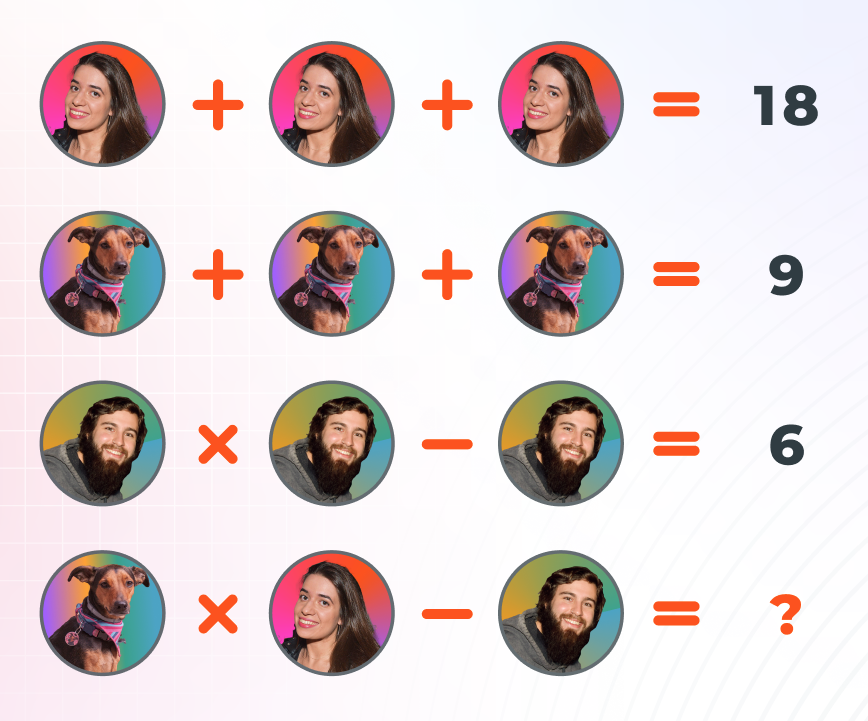 + + = 18
+ + = 9
× − = 6
× − = ?